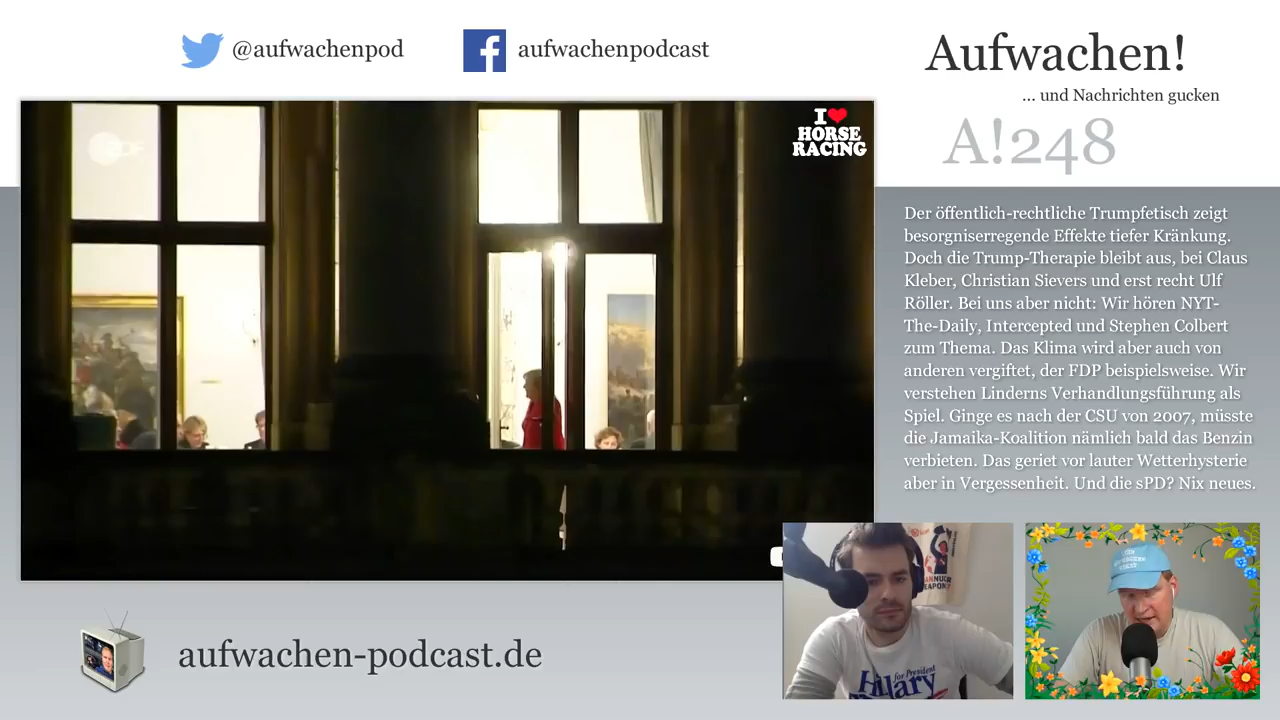 @aufwachenpod
aufwachenpodcast
Aufwachen!
... und Nachrichten gucken
A!248
ZDF
I
HORSE
RACING
Der öffentlich-rechtliche Trumpfetisch zeigt
besorgniserregende Effekte tiefer Kränkung.
Doch die Trump-Therapie bleibt aus, bei Claus
Kleber, Christian Sievers und erst recht Ulf
Röller. Bei uns aber nicht: Wir hören NYT-
The-Daily, Intercepted und Stephen Colbert
zum Thema. Das Klima wird aber auch von
anderen vergiftet, der FDP beispielsweise. Wir
verstehen Linderns Verhandlungsführung als
Spiel. Ginge es nach der CSU von 2007, müsste
die Jamaika-Koalition nämlich bald das Benzin
verbieten. Das geriet vor lauter Wetterhysterie
aber in Vergessenheit. Und die sPD? Nix neues.
for President
Hillary
aufwachen-podcast.de